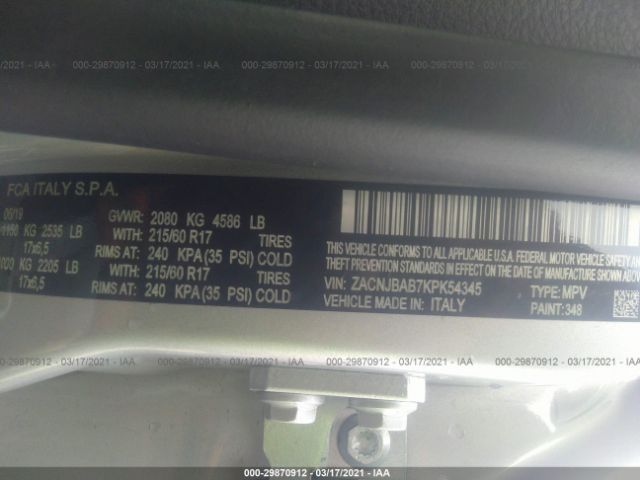 000-29870912 - 03/17/2021 - IAA
000-29870912 - 03/17/2021 - IAA
000-29870912 - 03/17/2021 - IAA
FCA ITALY S.P.A.
06/19
GVWR: 2080 KG 4586 LB
KG 2535 LB WITH: 215/60 R17 TIRES
17x6,5 RIMS AT: 240 KPA (35 PSI) COLD
KG 2205 LB WITH: 215/60 R17 TIRES
17x6,5 RIMS AT: 240 KPA (35 PSI) COLD
THIS VEHICLE CONFORMS TO ALL APPLICABLE U.S.A. FEDERAL MOTOR VEHICLE
SAFETY, BUMPER, AND THEFT PREVENTION STANDARDS IN EFFECT ON THE DATE OF MANUFACTURE SHOWN ABOVE.
VIN: ZACNJBAB7KPK54345 TYPE: MPV
VEHICLE MADE IN: ITALY PAINT: 348
000-29870912 - 03/17/2021 - IAA
000-29870912 - 03/17/2021 - IAA
000-29870912 - 03/17/2021 - IAA
000-29870912 - 03/17/2021 - IAA